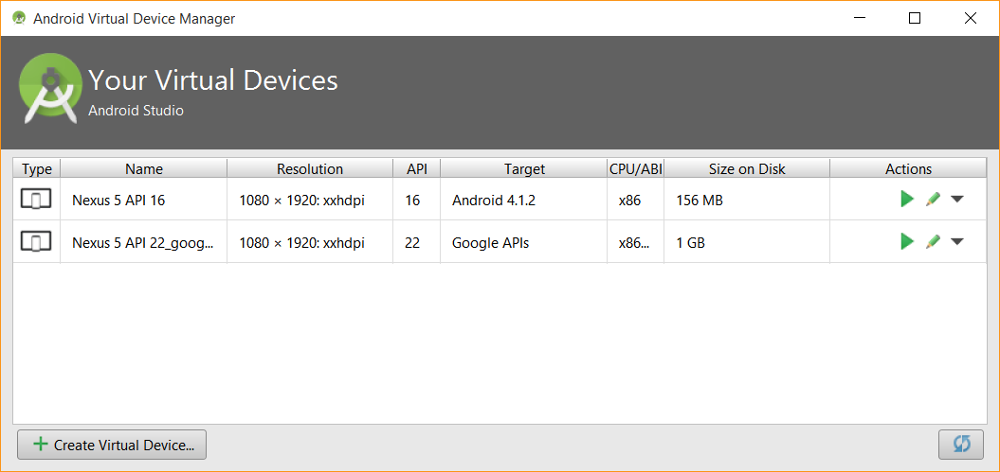 Android Virtual Device Manager
Your Virtual Devices
Android Studio
Type Name Resolution API Target CPU/ABI Size on Disk Actions
Nexus 5 API 16 1080 × 1920: xxhdpi 16 Android 4.1.2 x86 156 MB
Nexus 5 API 22_goog... 1080 × 1920: xxhdpi 22 Google APIs x86... 1 GB
Create Virtual Device...